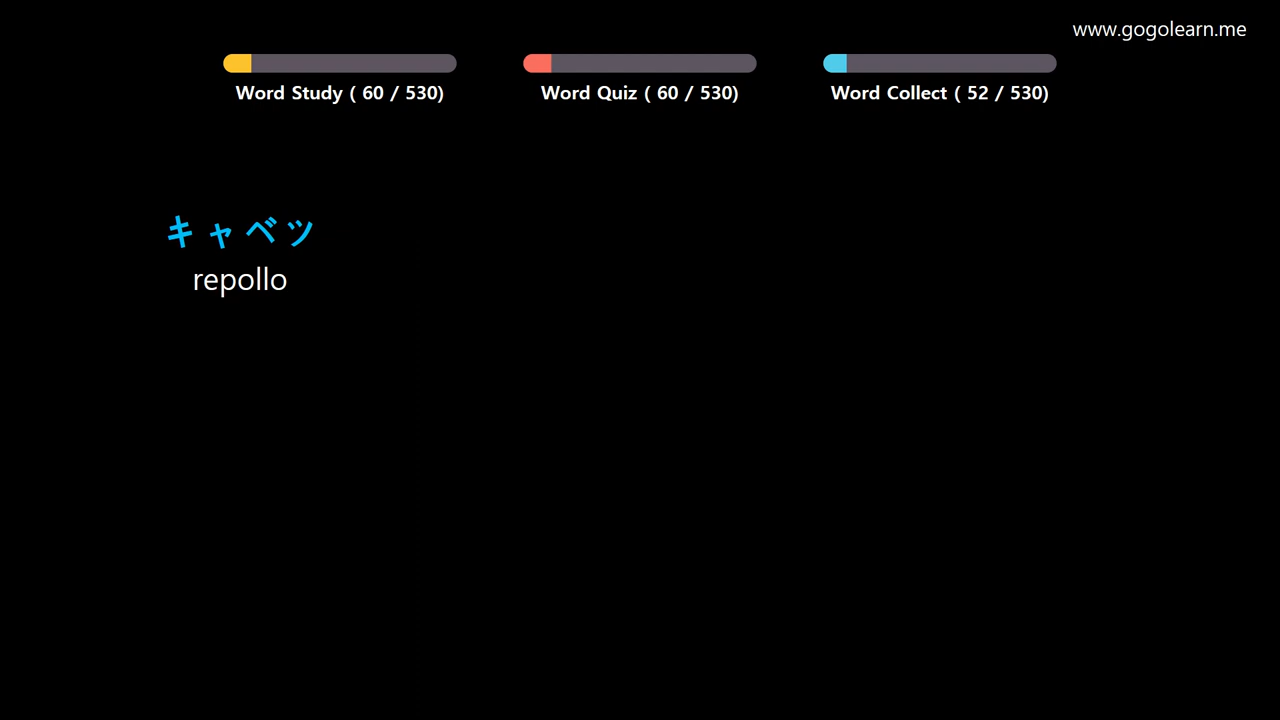 www.gogolearn.me
Word Study ( 60 / 530)
Word Quiz ( 60 / 530)
Word Collect ( 52 / 530)
キャベツ
repollo